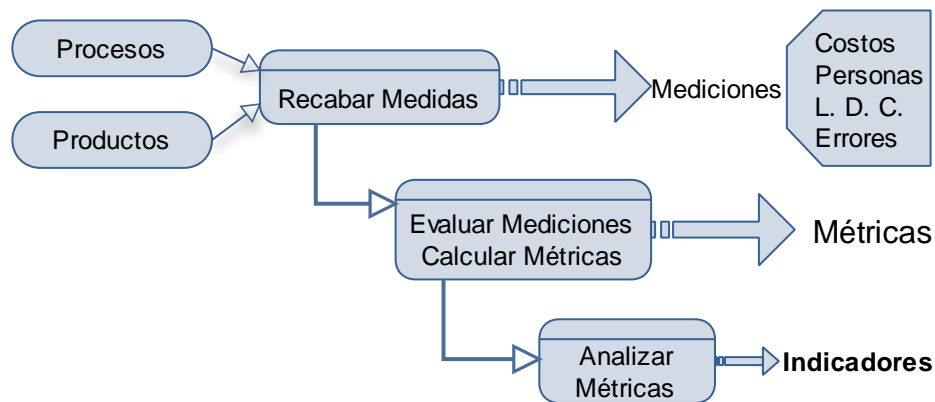 Procesos
Productos
Recabar Medidas
Mediciones
Costos
Personas
L. D. C.
Errores
Evaluar Mediciones
Calcular Métricas
Métricas
Analizar
Métricas
Indicadores